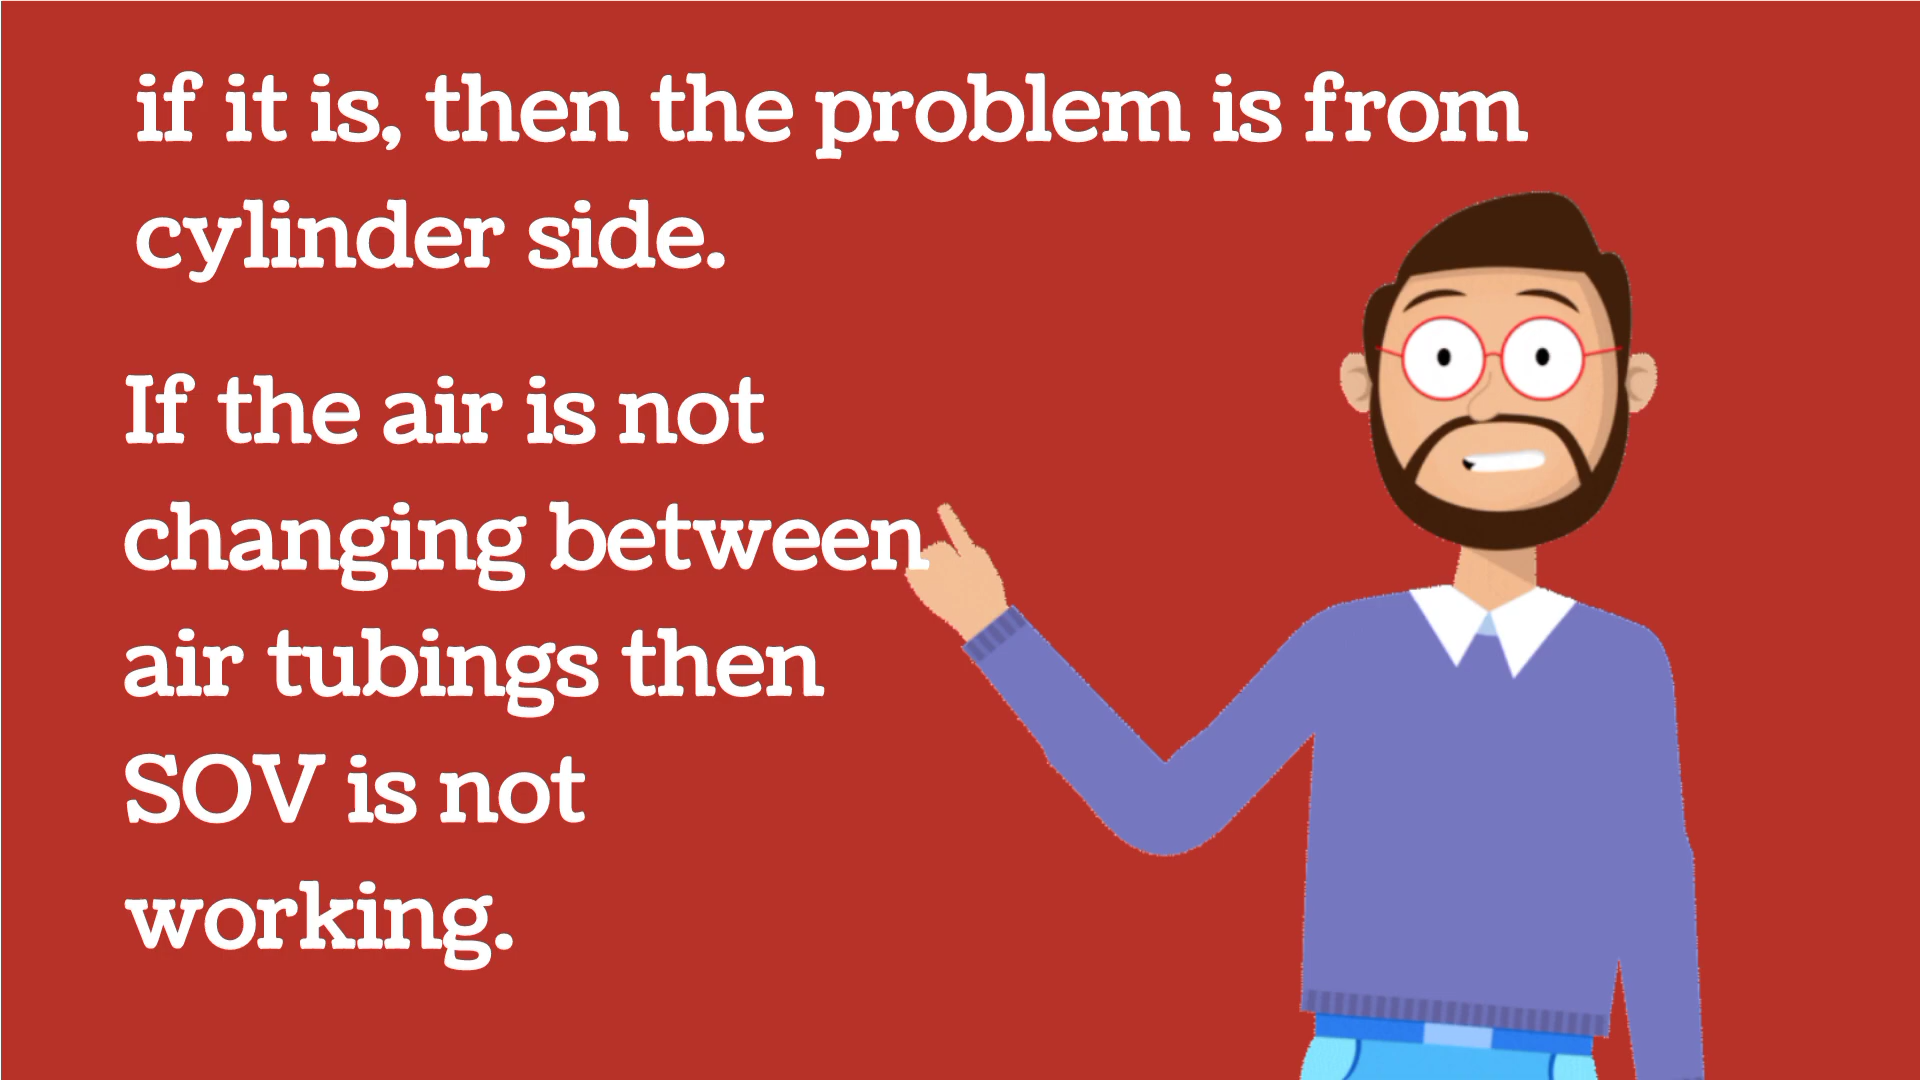 if it is, then the problem is from
cylinder side.
If the air is not
changing between
air tubings then
SOV is not
working.